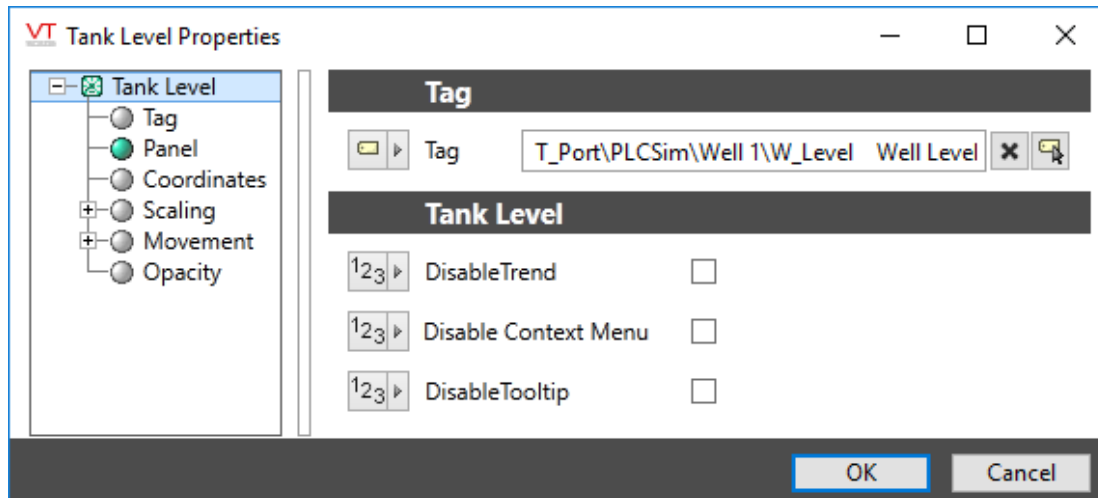 VT Tank Level Properties
Tank Level
Tag
Panel
Coordinates
Scaling
Movement
Opacity
Tag
Tag T_Port\PLCSim\Well 1\W_Level Well Level
Tank Level
123 DisableTrend
123 Disable Context Menu
123 DisableTooltip
OK Cancel